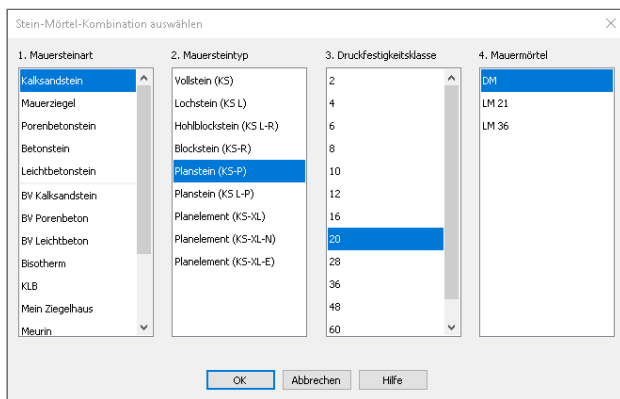 Stein-Mörtel-Kombination auswählen
1. Mauersteinart
Kalksandstein
Mauerziegel
Porenbetonstein
Betonstein
Leichtbetonstein
BV Kalksandstein
BV Porenbeton
BV Leichtbeton
Bisotherm
KLB
Mein Ziegelhaus
Meurin
2. Mauersteintyp
Vollstein (KS)
Lochstein (KS L)
Hohlblockstein (KS L-R)
Blockstein (KS-R)
Planstein (KS-P)
Planstein (KS L-P)
Planelement (KS-XL)
Planelement (KS-XL-N)
Planelement (KS-XL-E)
3. Druckfestigkeitsklasse
2
4
6
8
10
12
16
20
28
36
48
60
4. Mauermörtel
DM
LM 21
LM 36
OK
Abbrechen
Hilfe